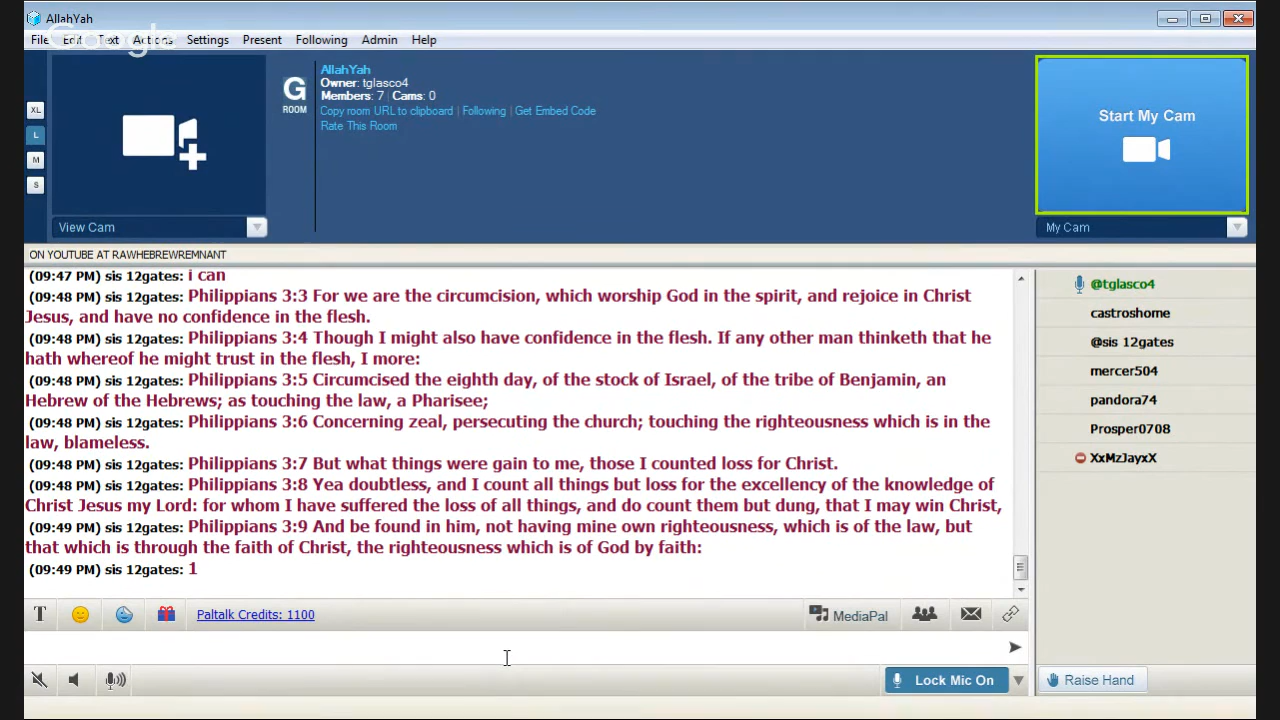 AllahYah
Google
File Edit Text Actions Settings Present Following Admin Help
XL
L
M
S
View Cam
G
ROOM
AllahYah
Owner: tglasco4
Members: 7 | Cams: 0
Copy room URL to clipboard | Following | Get Embed Code
Rate This Room
Start My Cam
My Cam
ON YOUTUBE AT RAWHEBREWREMNANT
(09:47 PM) sis 12gates: i can
(09:48 PM) sis 12gates: Philippians 3:3 For we are the circumcision, which worship God in the spirit, and rejoice in Christ
Jesus, and have no confidence in the flesh.
(09:48 PM) sis 12gates: Philippians 3:4 Though I might also have confidence in the flesh. If any other man thinketh that he
hath whereof he might trust in the flesh, I more:
(09:48 PM) sis 12gates: Philippians 3:5 Circumcised the eighth day, of the stock of Israel, of the tribe of Benjamin, an
Hebrew of the Hebrews; as touching the law, a Pharisee;
(09:48 PM) sis 12gates: Philippians 3:6 Concerning zeal, persecuting the church; touching the righteousness which is in the
law, blameless.
(09:48 PM) sis 12gates: Philippians 3:7 But what things were gain to me, those I counted loss for Christ.
(09:48 PM) sis 12gates: Philippians 3:8 Yea doubtless, and I count all things but loss for the excellency of the knowledge of
Christ Jesus my Lord: for whom I have suffered the loss of all things, and do count them but dung, that I may win Christ,
(09:49 PM) sis 12gates: Philippians 3:9 And be found in him, not having mine own righteousness, which is of the law, but
that which is through the faith of Christ, the righteousness which is of God by faith:
(09:49 PM) sis 12gates: 1
@tglasco4
castroshome
@sis 12gates
mercer504
pandora74
Prosper0708
XxMzJayxX
T
Paltalk Credits: 1100
MediaPal
Lock Mic On
Raise Hand